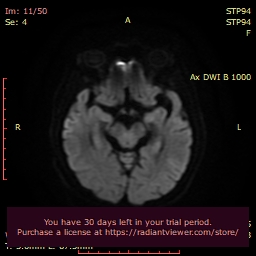 Im: 11/50
Se: 4
A
STP94
STP94
F
Ax DWI B 1000
R
L
You have 30 days left in your trial period.
Purchase a license at https://radiantviewer.com/store/